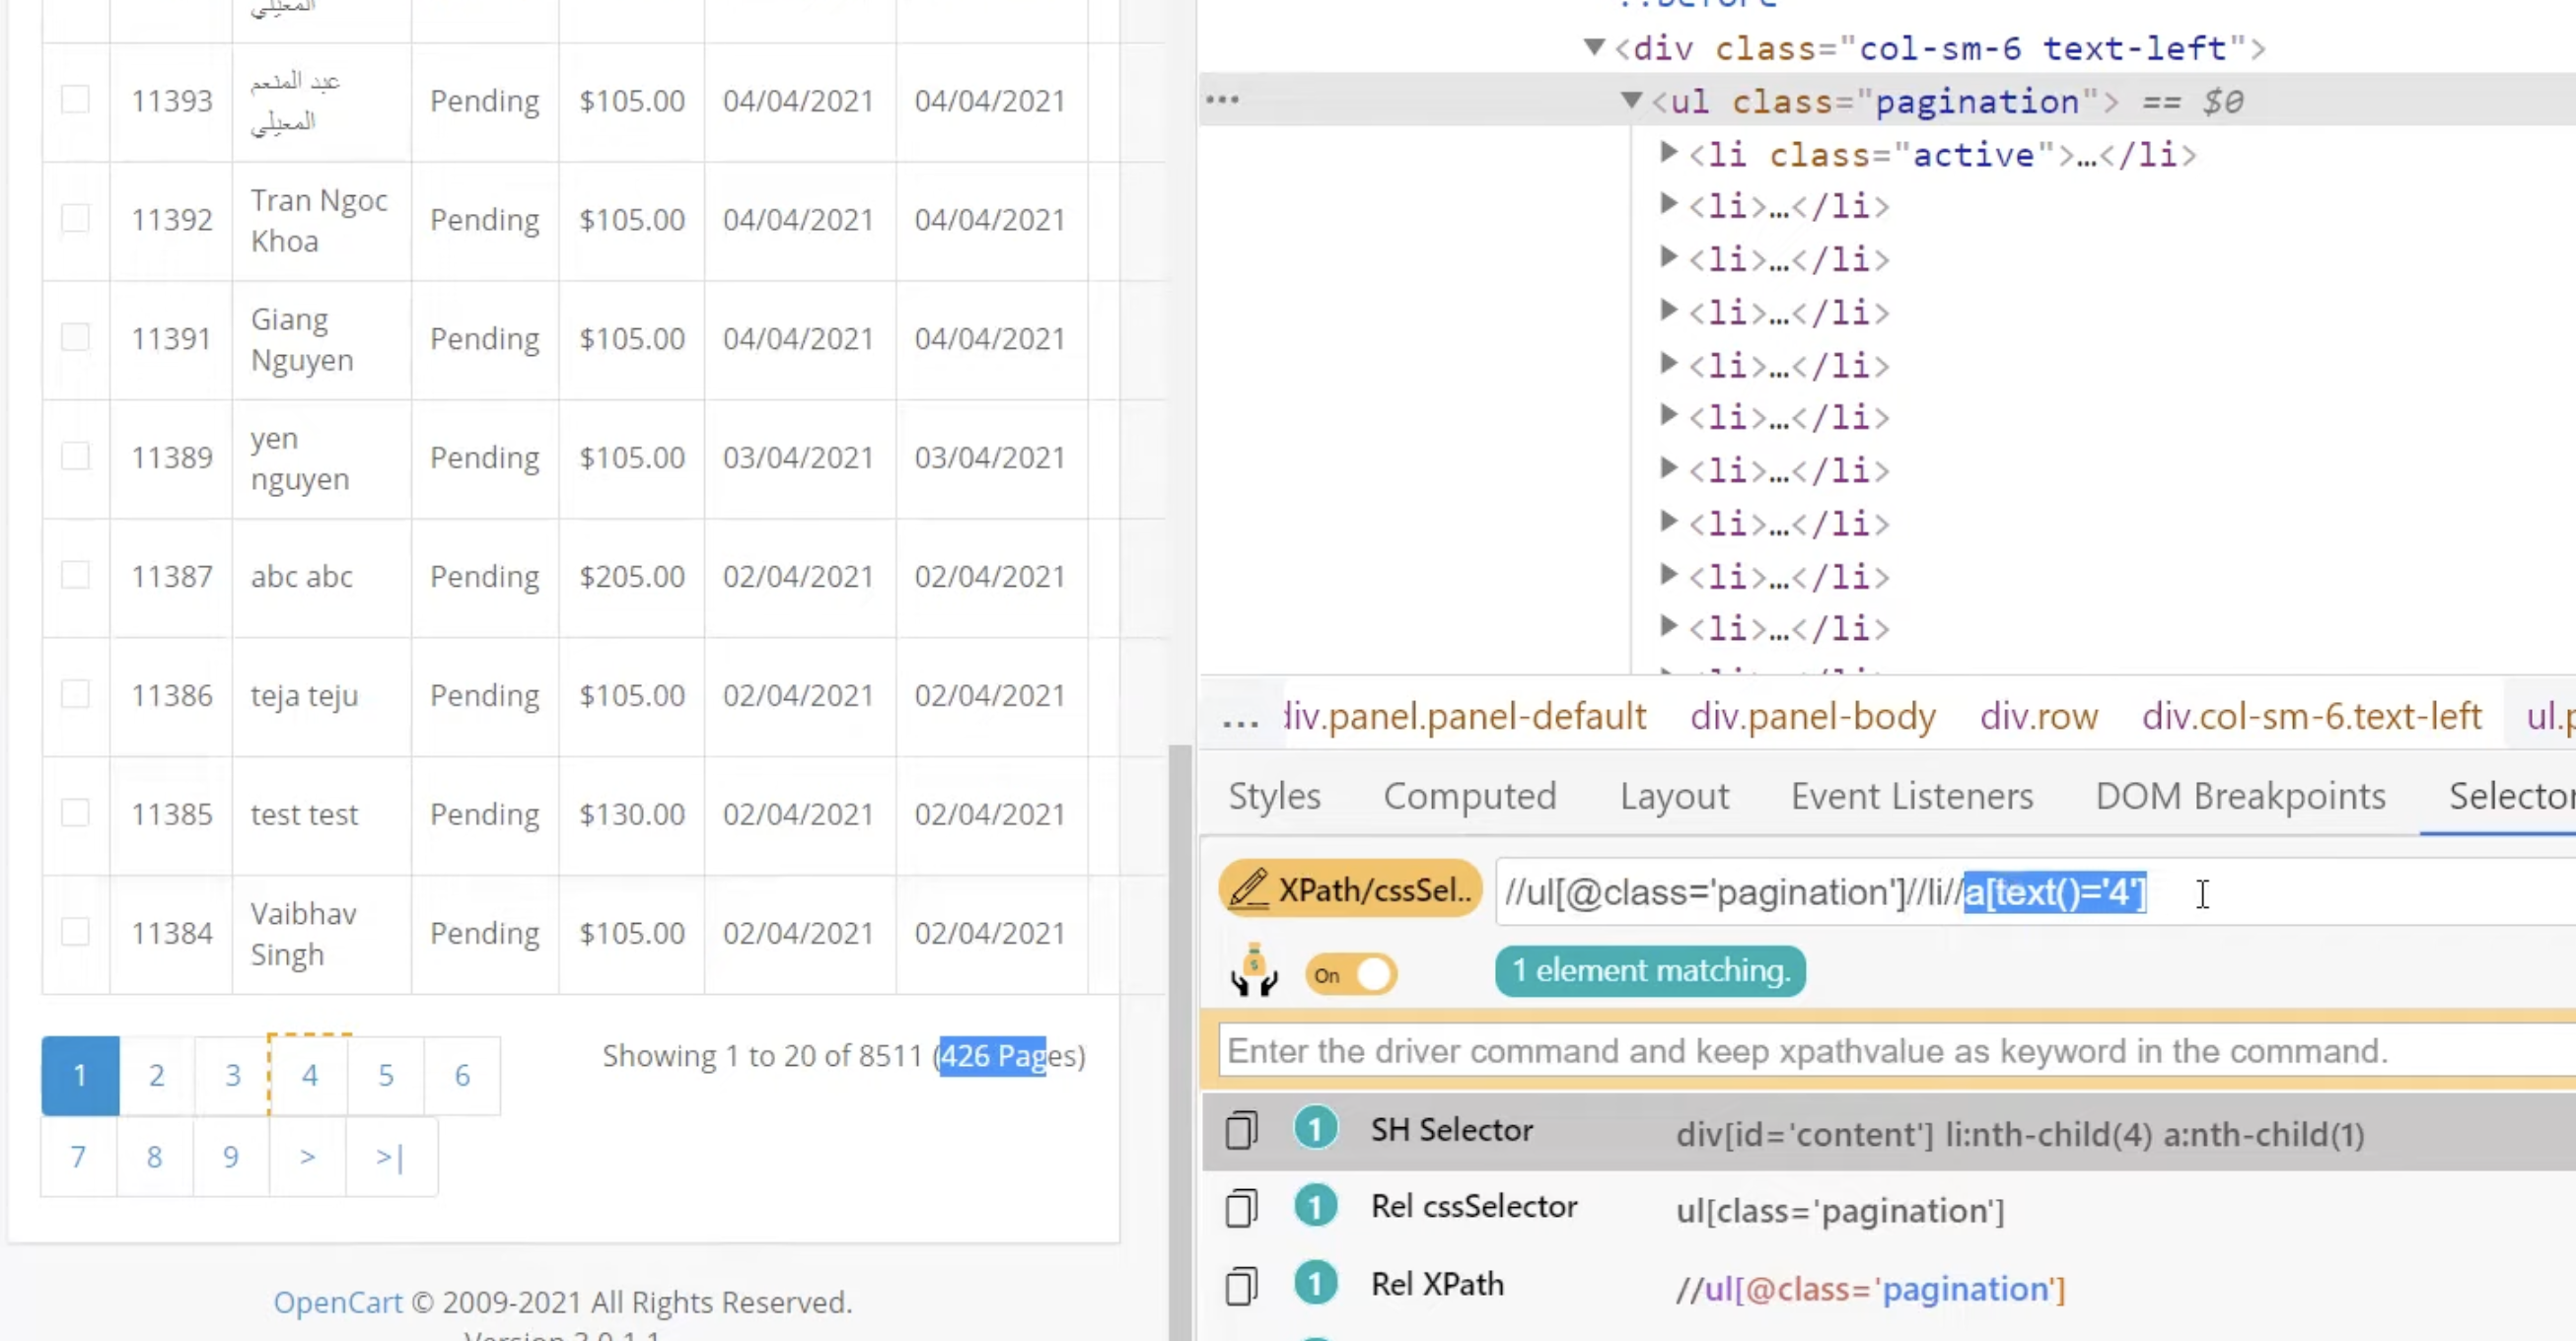 المعيلي
11393 عبد المنعم المعيلي Pending $105.00 04/04/2021 04/04/2021
11392 Tran Ngoc Khoa Pending $105.00 04/04/2021 04/04/2021
11391 Giang Nguyen Pending $105.00 04/04/2021 04/04/2021
11389 yen nguyen Pending $105.00 03/04/2021 03/04/2021
11387 abc abc Pending $205.00 02/04/2021 02/04/2021
11386 teja teju Pending $105.00 02/04/2021 02/04/2021
11385 test test Pending $130.00 02/04/2021 02/04/2021
11384 Vaibhav Singh Pending $105.00 02/04/2021 02/04/2021
1 2 3 4 5 6
7 8 9 > >|
Showing 1 to 20 of 8511 (426 Pages)
OpenCart © 2009-2021 All Rights Reserved.
Version 3.0.1.1
::before
▼<div class="col-sm-6 text-left">
... ▼<ul class="pagination"> == $0
▶<li class="active">…</li>
▶<li>…</li>
▶<li>…</li>
▶<li>…</li>
▶<li>…</li>
▶<li>…</li>
▶<li>…</li>
▶<li>…</li>
▶<li>…</li>
▶<li>…</li>
... div.panel.panel-default div.panel-body div.row div.col-sm-6.text-left ul.p
Styles Computed Layout Event Listeners DOM Breakpoints Selector
XPath/cssSel.. //ul[@class='pagination']//li//a[text()='4']
On 1 element matching.
Enter the driver command and keep xpathvalue as keyword in the command.
1 SH Selector div[id='content'] li:nth-child(4) a:nth-child(1)
1 Rel cssSelector ul[class='pagination']
1 Rel XPath //ul[@class='pagination']